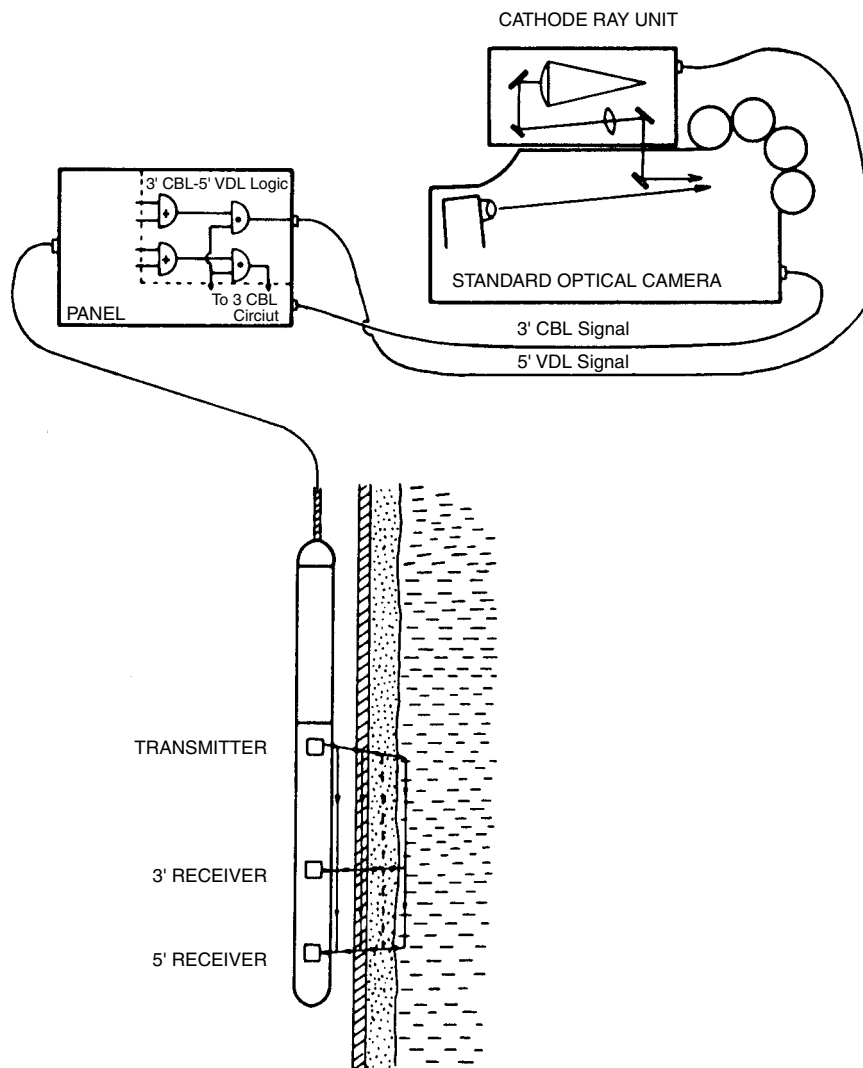 CATHODE RAY UNIT
3' CBL-5' VDL Logic
To 3 CBL
Circiut
PANEL
STANDARD OPTICAL CAMERA
3' CBL Signal
5' VDL Signal
TRANSMITTER
3' RECEIVER
5' RECEIVER